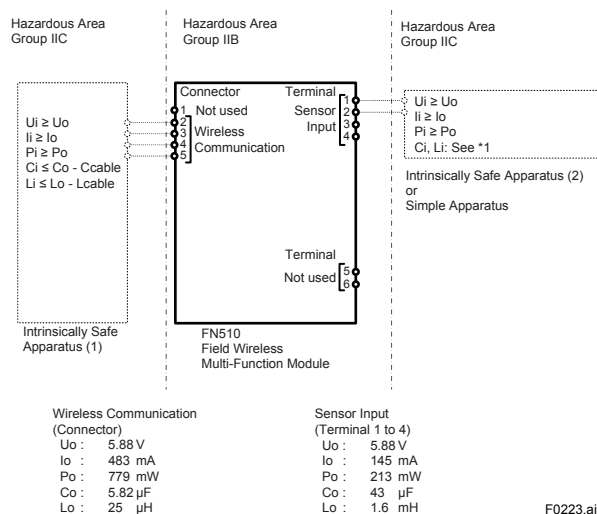 Hazardous Area
Group IIC
Hazardous Area
Group IIB
Hazardous Area
Group IIC
Ui ≥ Uo
Ii ≥ Io
Pi ≥ Po
Ci ≤ Co - Ccable
Li ≤ Lo - Lcable
Intrinsically Safe
Apparatus (1)
Connector
1 Not used
2
3 Wireless
4 Communication
5
Terminal
Sensor 1
Input 2
3
4
Terminal
Not used 5
6
FN510
Field Wireless
Multi-Function Module
Ui ≥ Uo
Ii ≥ Io
Pi ≥ Po
Ci, Li: See *1
Intrinsically Safe Apparatus (2)
or
Simple Apparatus
Wireless Communication
(Connector)
Uo : 5.88 V
Io : 483 mA
Po : 779 mW
Co : 5.82 µF
Lo : 25 µH
Sensor Input
(Terminal 1 to 4)
Uo : 5.88 V
Io : 145 mA
Po : 213 mW
Co : 43 µF
Lo : 1.6 mH
F0223.ai